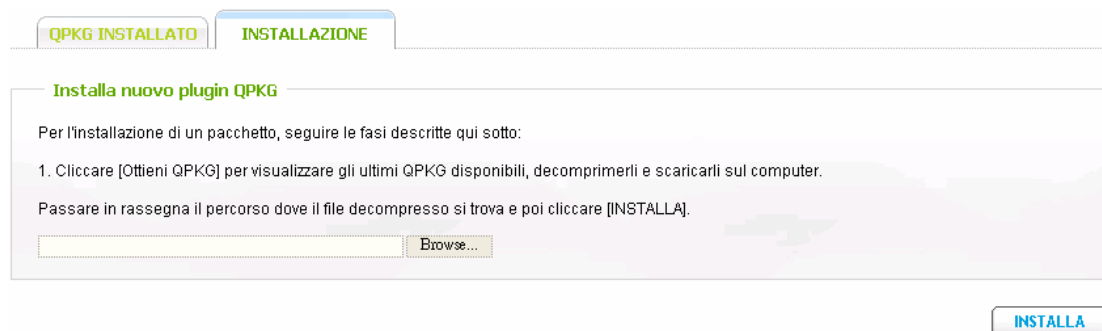 QPKG INSTALLATO INSTALLAZIONE
Installa nuovo plugin QPKG
Per l'installazione di un pacchetto, seguire le fasi descritte qui sotto:
1. Cliccare [Ottieni QPKG] per visualizzare gli ultimi QPKG disponibili, decomprimerli e scaricarli sul computer.
Passare in rassegna il percorso dove il file decompresso si trova e poi cliccare [INSTALLA].
Browse...
INSTALLA